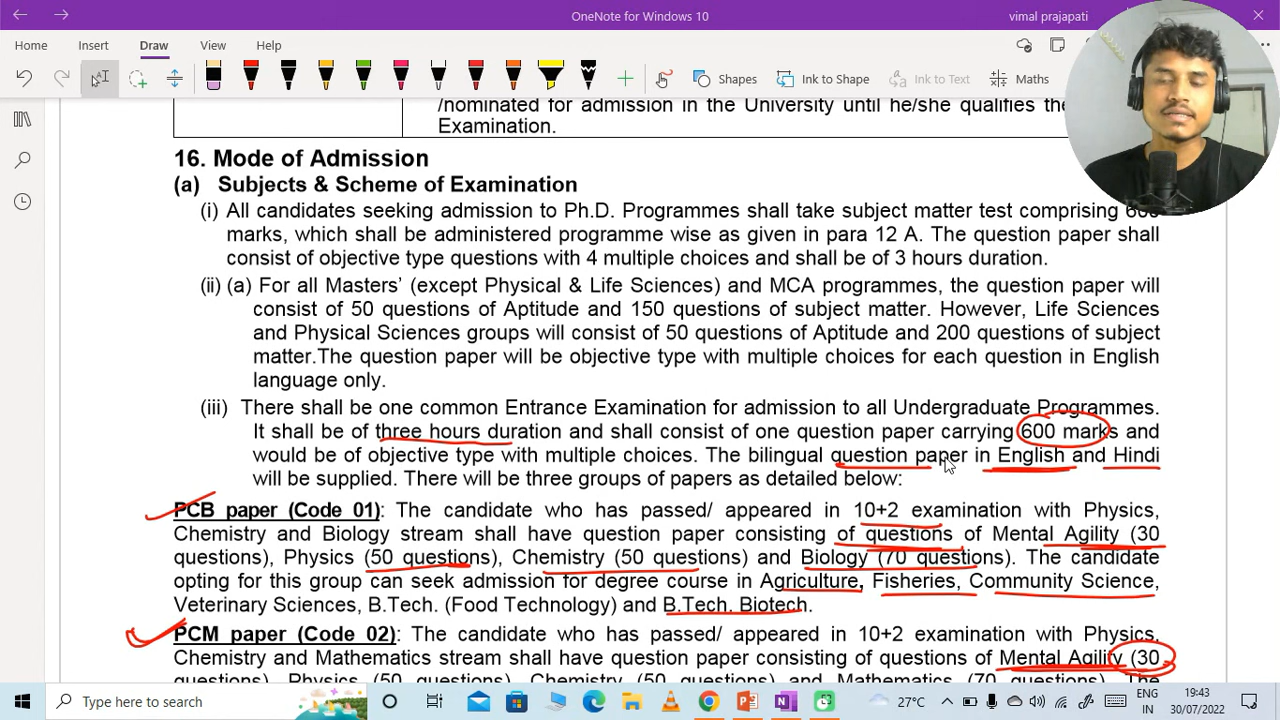 OneNote for Windows 10
vimal prajapati
Home Insert Draw View Help
Shapes Ink to Shape Ink to Text Maths
/nominated for admission in the University until he/she qualifies the
Examination.
16. Mode of Admission
(a) Subjects & Scheme of Examination
(i) All candidates seeking admission to Ph.D. Programmes shall take subject matter test comprising
marks, which shall be administered programme wise as given in para 12 A. The question paper shall
consist of objective type questions with 4 multiple choices and shall be of 3 hours duration.
(ii) (a) For all Masters' (except Physical & Life Sciences) and MCA programmes, the question paper will
consist of 50 questions of Aptitude and 150 questions of subject matter. However, Life Sciences
and Physical Sciences groups will consist of 50 questions of Aptitude and 200 questions of subject
matter.The question paper will be objective type with multiple choices for each question in English
language only.
(iii) There shall be one common Entrance Examination for admission to all Undergraduate Programmes.
It shall be of three hours duration and shall consist of one question paper carrying 600 marks and
would be of objective type with multiple choices. The bilingual question paper in English and Hindi
will be supplied. There will be three groups of papers as detailed below:
PCB paper (Code 01): The candidate who has passed/ appeared in 10+2 examination with Physics,
Chemistry and Biology stream shall have question paper consisting of questions of Mental Agility (30
questions), Physics (50 questions), Chemistry (50 questions) and Biology (70 questions). The candidate
opting for this group can seek admission for degree course in Agriculture, Fisheries, Community Science,
Veterinary Sciences, B.Tech. (Food Technology) and B.Tech. Biotech.
PCM paper (Code 02): The candidate who has passed/ appeared in 10+2 examination with Physics,
Chemistry and Mathematics stream shall have question paper consisting of questions of Mental Agility (30
questions), Physics (50 questions), Chemistry (50 questions) and Mathematics (70 questions). The
Type here to search
27°C
ENG
IN
19:43
30/07/2022